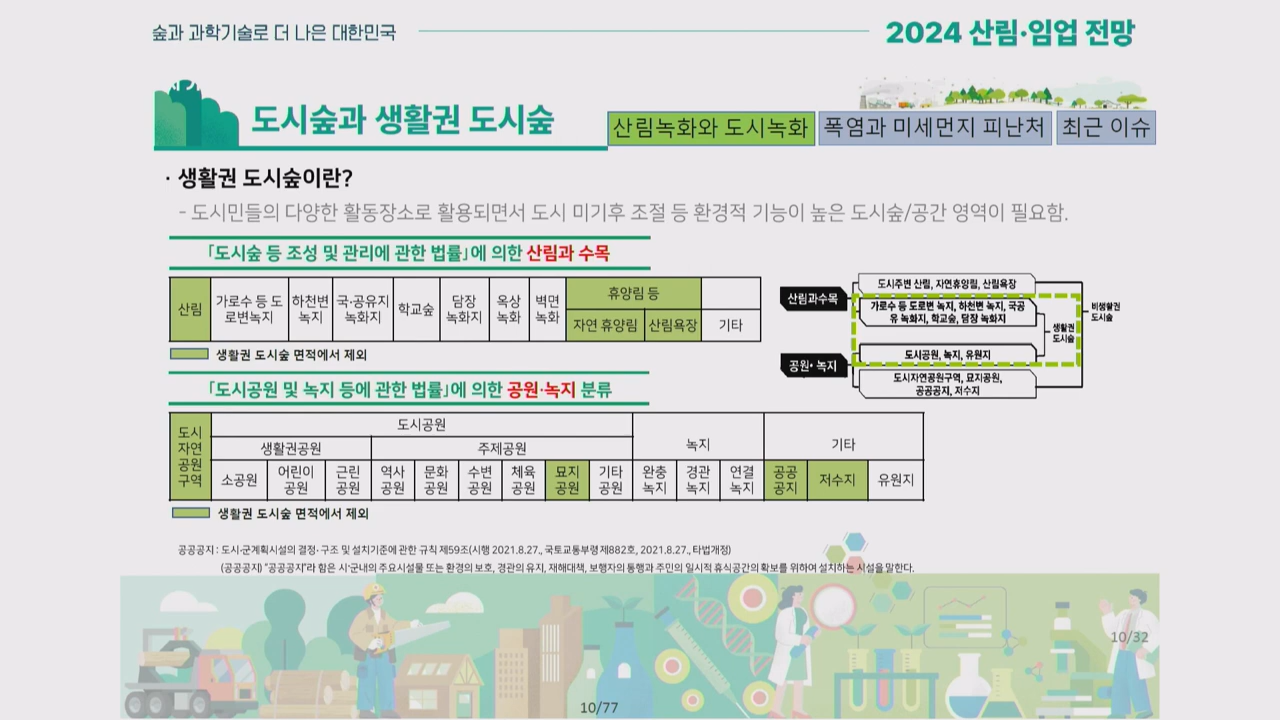 숲과 과학기술로 더 나은 대한민국
2024 산림·임업 전망
도시숲과 생활권 도시숲
산림녹화와 도시녹화
폭염과 미세먼지 피난처
최근 이슈
· 생활권 도시숲이란?
- 도시민들의 다양한 활동장소로 활용되면서 도시 미기후 조절 등 환경적 기능이 높은 도시숲/공간 영역이 필요함.
「도시숲 등 조성 및 관리에 관한 법률」에 의한 산림과 수목
산림
가로수 등 도
로변녹지
하천변
녹지
국·공유지
녹화지
학교숲
담장
녹화지
옥상
녹화
벽면
녹화
휴양림 등
자연 휴양림
산림욕장
기타
생활권 도시숲 면적에서 제외
산림과수목
공원· 녹지
도시주변 산림, 자연휴양림, 산림욕장
가로수 등 도로변 녹지, 하천변 녹지, 국공
유 녹화지, 학교숲, 담장 녹화지
도시공원, 녹지, 유원지
도시자연공원구역, 묘지공원,
공공공지, 저수지
생활권
도시숲
비생활권
도시숲
「도시공원 및 녹지 등에 관한 법률」에 의한 공원·녹지 분류
도시
자연
공원
구역
도시공원
생활권공원
주제공원
녹지
기타
소공원
어린이
공원
근린
공원
역사
공원
문화
공원
수변
공원
체육
공원
묘지
공원
기타
공원
완충
녹지
경관
녹지
연결
녹지
공공
공지
저수지
유원지
생활권 도시숲 면적에서 제외
공공공지 : 도시·군계획시설의 결정· 구조 및 설치기준에 관한 규칙 제59조(시행 2021.8.27., 국토교통부령 제882호, 2021.8.27., 타법개정)
(공공공지) "공공공지"라 함은 시·군내의 주요시설물 또는 환경의 보호, 경관의 유지, 재해대책, 보행자의 통행과 주민의 일시적 휴식공간의 확보를 위하여 설치하는 시설을 말한다.
10/32
10/77